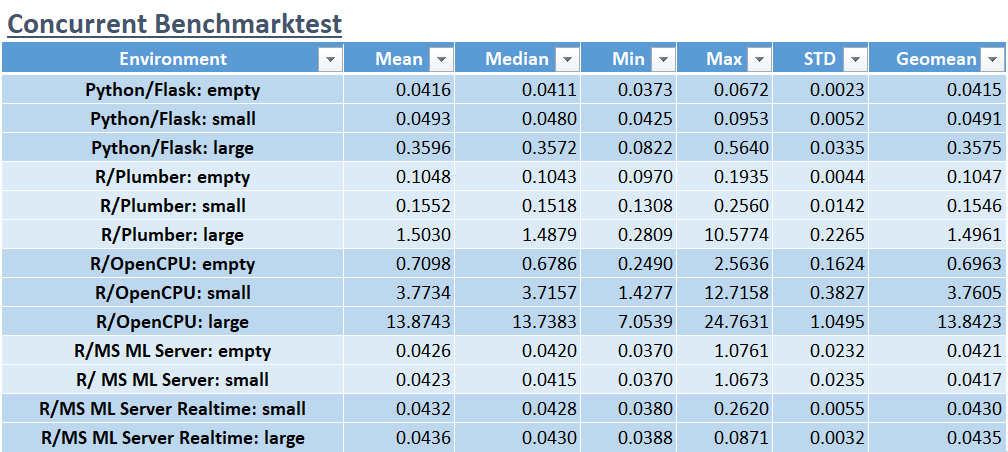 Concurrent Benchmarktest
Environment Mean Median Min Max STD Geomean
Python/Flask: empty 0.0416 0.0411 0.0373 0.0672 0.0023 0.0415
Python/Flask: small 0.0493 0.0480 0.0425 0.0953 0.0052 0.0491
Python/Flask: large 0.3596 0.3572 0.0822 0.5640 0.0335 0.3575
R/Plumber: empty 0.1048 0.1043 0.0970 0.1935 0.0044 0.1047
R/Plumber: small 0.1552 0.1518 0.1308 0.2560 0.0142 0.1546
R/Plumber: large 1.5030 1.4879 0.2809 10.5774 0.2265 1.4961
R/OpenCPU: empty 0.7098 0.6786 0.2490 2.5636 0.1624 0.6963
R/OpenCPU: small 3.7734 3.7157 1.4277 12.7158 0.3827 3.7605
R/OpenCPU: large 13.8743 13.7383 7.0539 24.7631 1.0495 13.8423
R/MS ML Server: empty 0.0426 0.0420 0.0370 1.0761 0.0232 0.0421
R/ MS ML Server: small 0.0423 0.0415 0.0370 1.0673 0.0235 0.0417
R/MS ML Server Realtime: small 0.0432 0.0428 0.0380 0.2620 0.0055 0.0430
R/MS ML Server Realtime: large 0.0436 0.0430 0.0388 0.0871 0.0032 0.0435